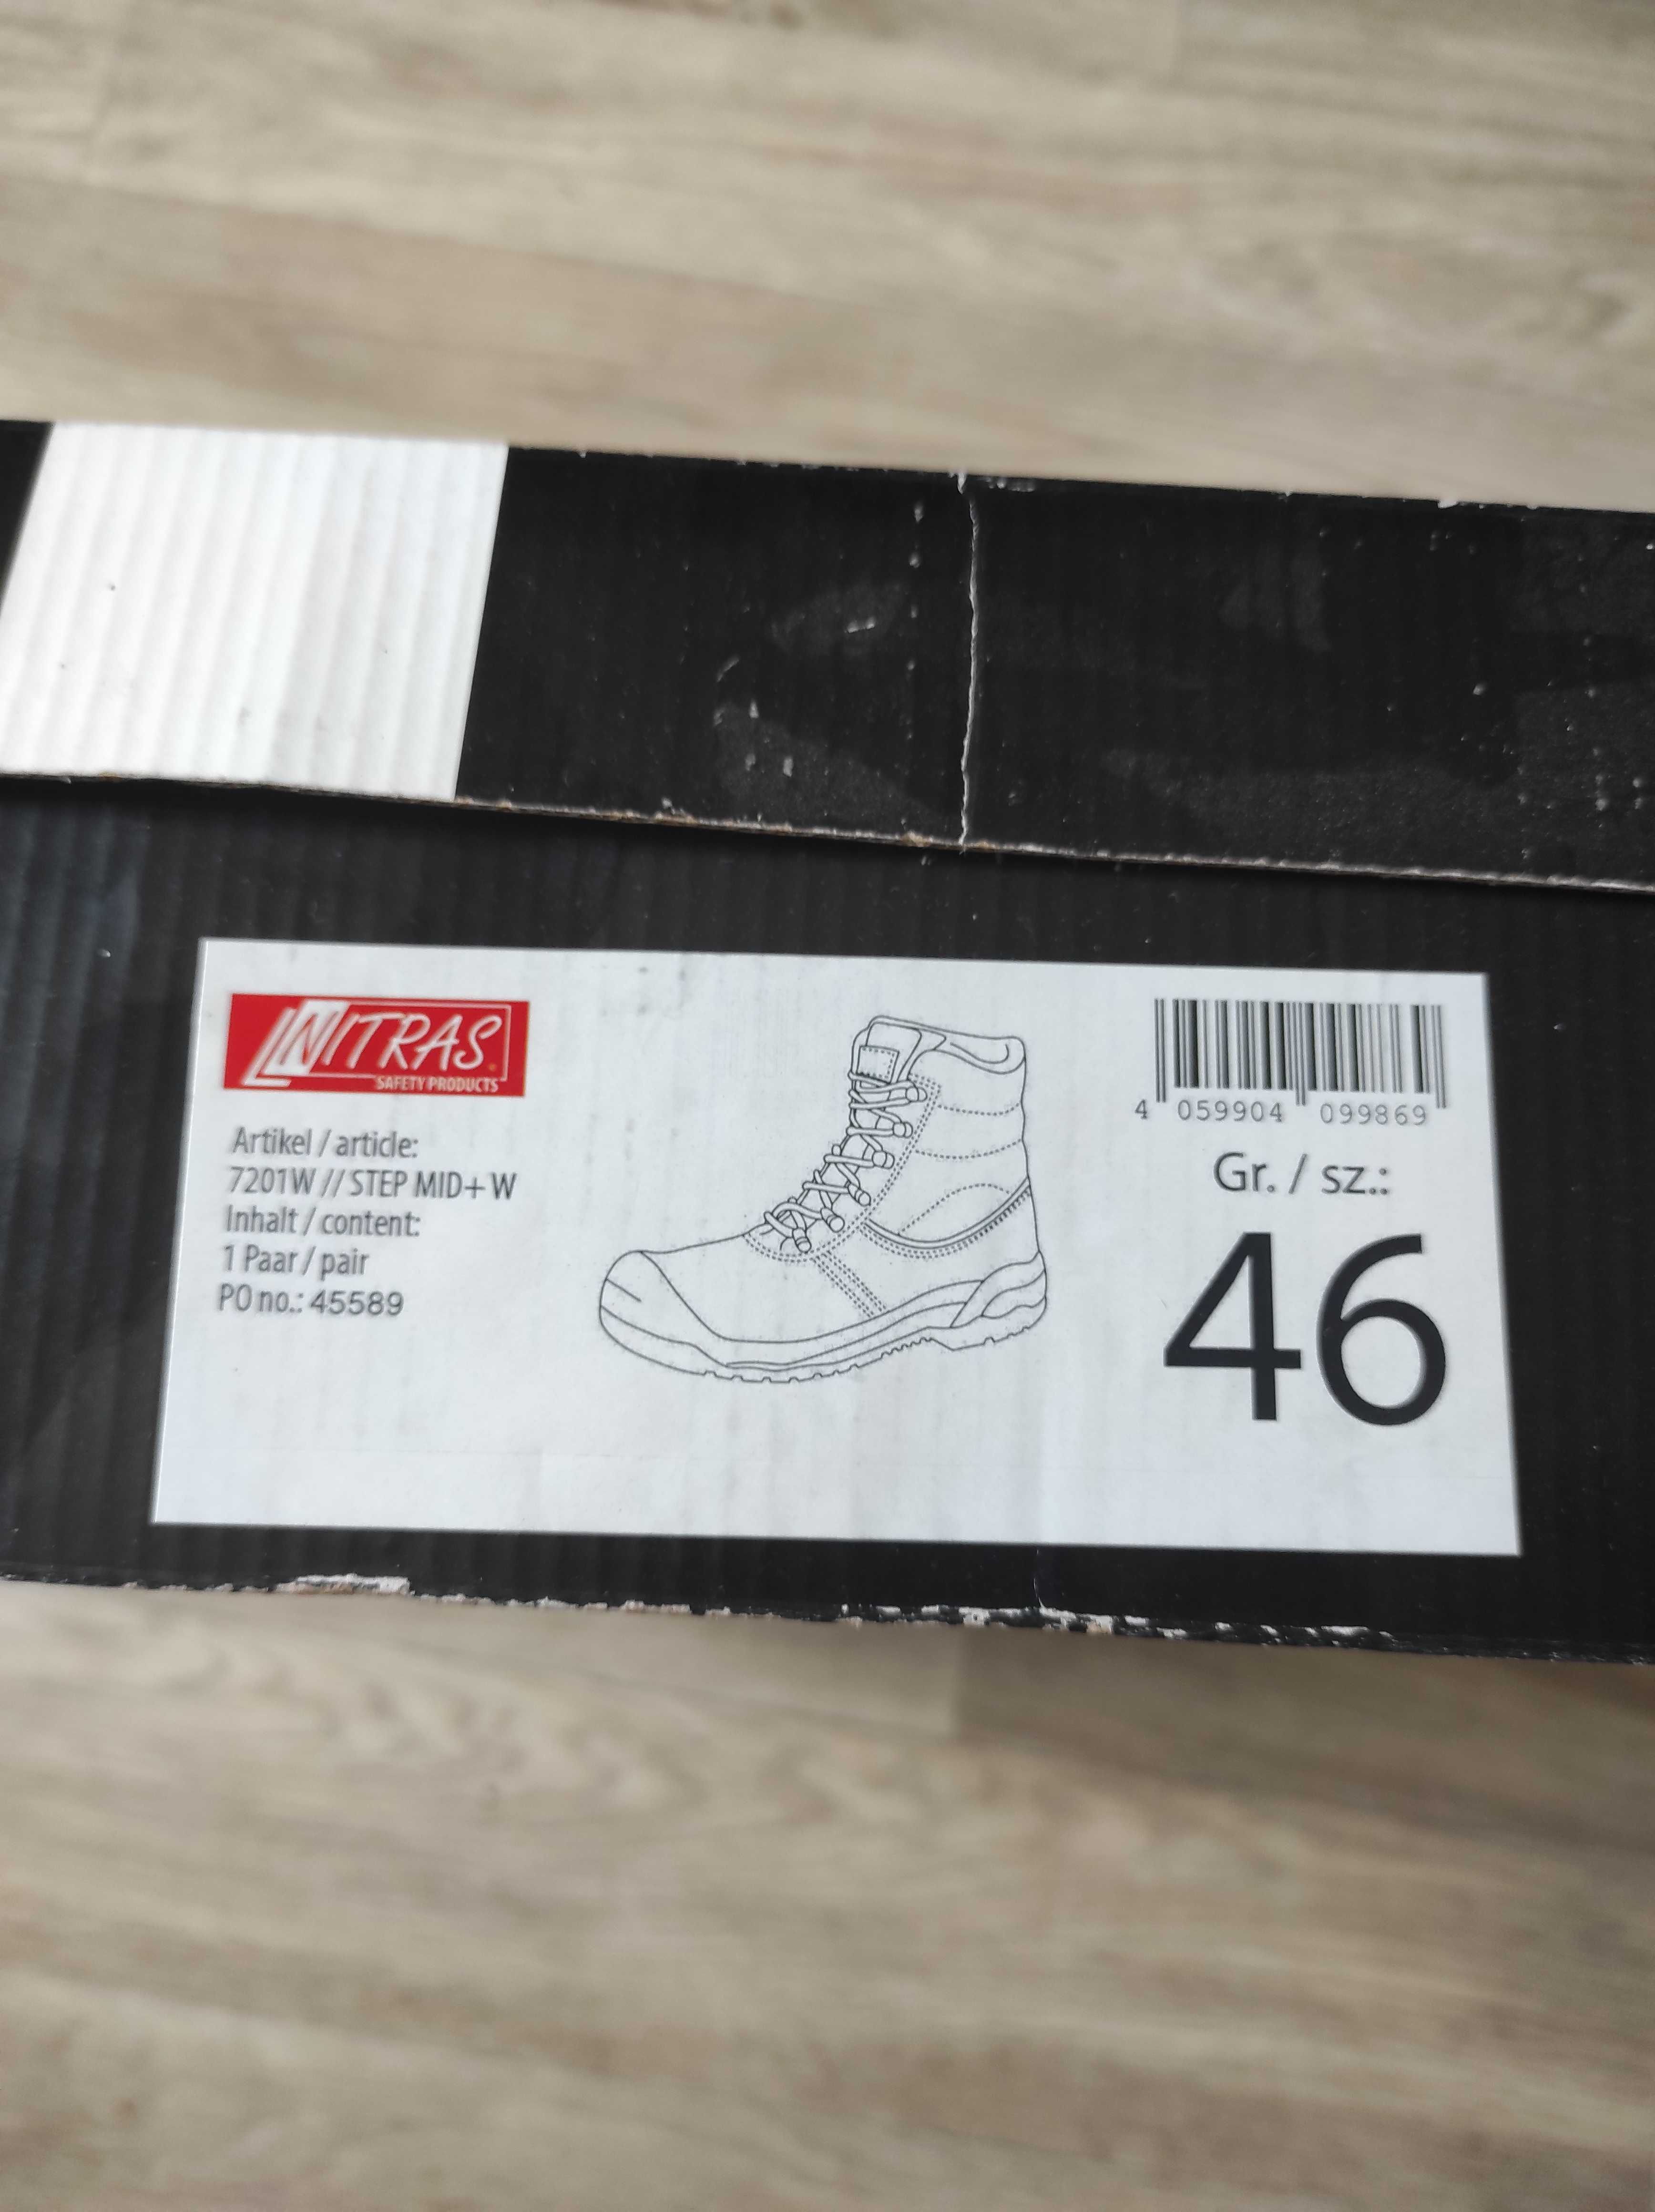 NITRAS
SAFETY PRODUCTS
Artikel / article:
7201W // STEP MID+ W
Inhalt / content:
1 Paar / pair
PO no.: 45589
4 059904 099869
Gr. / sz.:
46